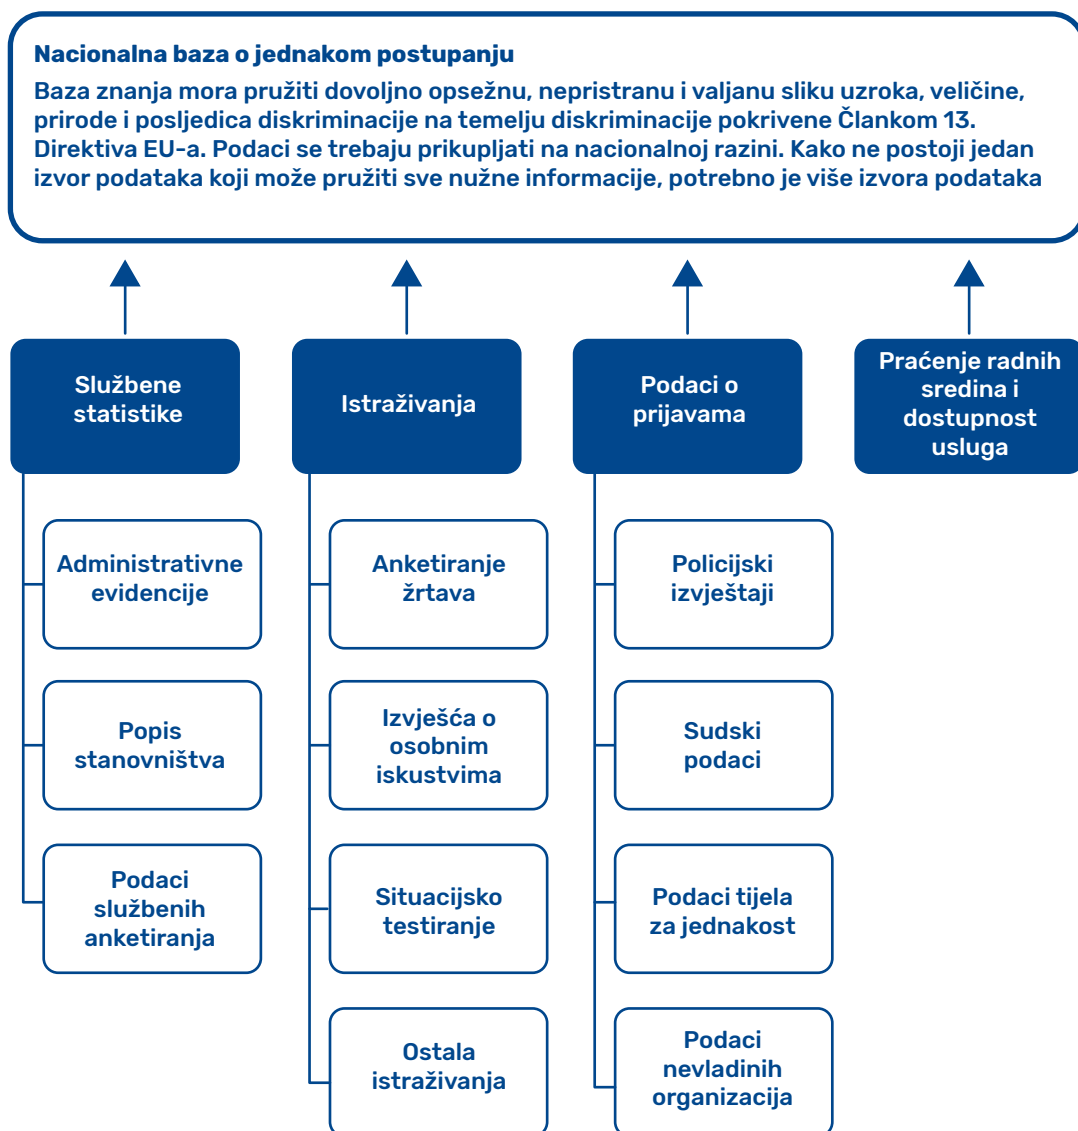 Nacionalna baza o jednakom postupanju
Baza znanja mora pružiti dovoljno opsežnu, nepristranu i valjanu sliku uzroka, veličine,
prirode i posljedica diskriminacije na temelju diskriminacije pokrivene Člankom 13.
Direktiva EU-a. Podaci se trebaju prikupljati na nacionalnoj razini. Kako ne postoji jedan
izvor podataka koji može pružiti sve nužne informacije, potrebno je više izvora podataka
Službene
statistike
Administrativne
evidencije
Popis
stanovništva
Podaci
službenih
anketiranja
Istraživanja
Anketiranje
žrtava
Izvješća o
osobnim
iskustvima
Situacijsko
testiranje
Ostala
istraživanja
Podaci o
prijavama
Policijski
izvještaji
Sudski
podaci
Podaci tijela
za jednakost
Podaci
nevladinih
organizacija
Praćenje radnih
sredina i
dostupnost
usluga